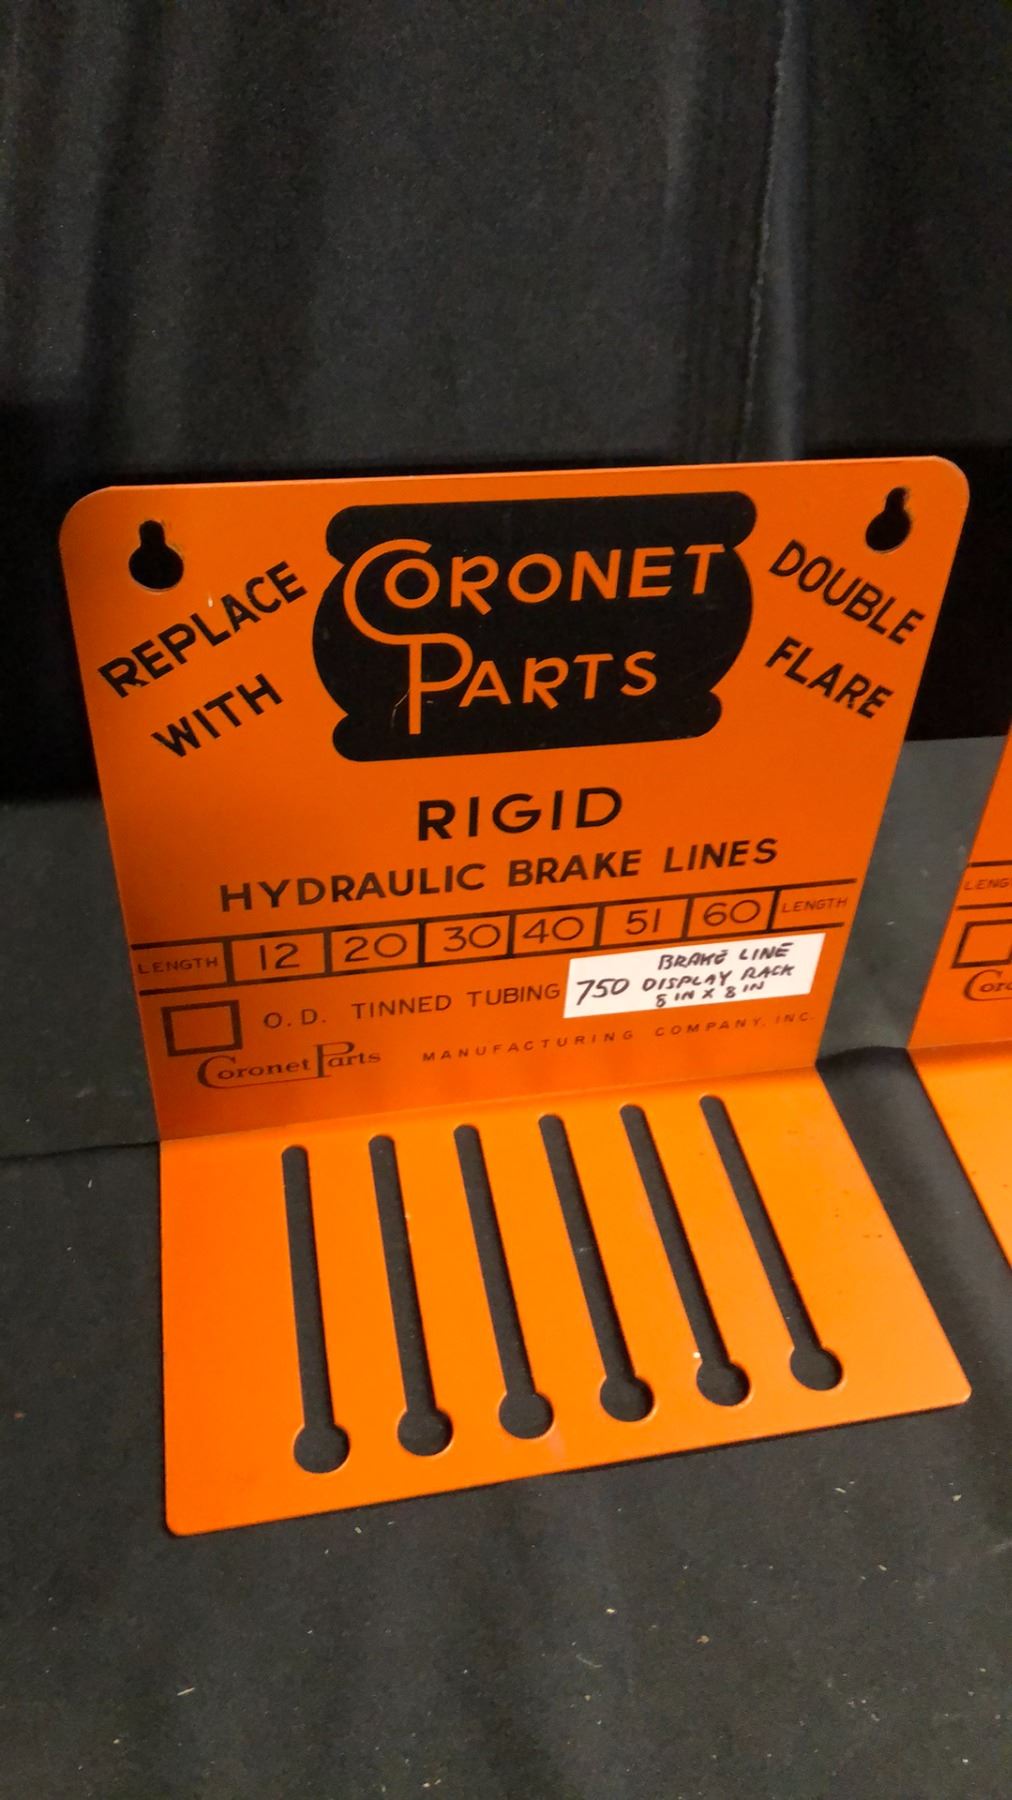 REPLACE
WITH
CORONET
PARTS
DOUBLE
FLARE
RIGID
HYDRAULIC BRAKE LINES
LENGTH 12 20 30 40 51 60 LENGTH
O.D. TINNED TUBING
750
BRAKE LINE
DISPLAY RACK
8 IN X 8 IN
Coronet Parts MANUFACTURING COMPANY, INC.